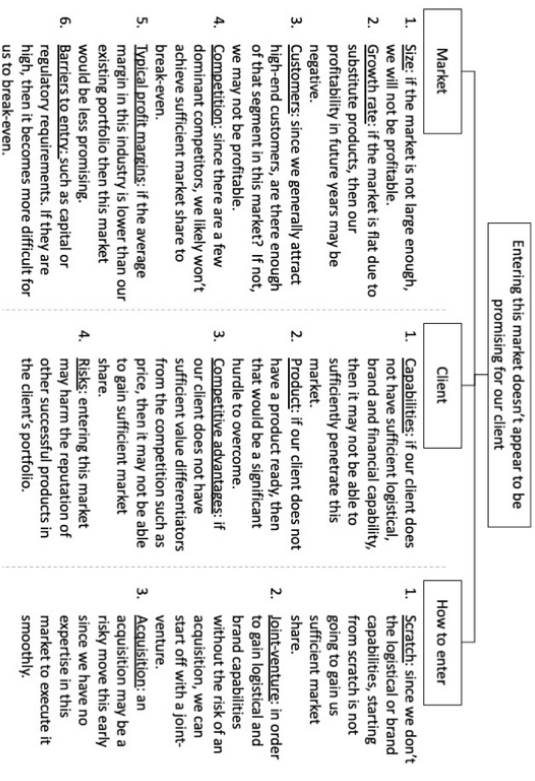 Entering this market doesn't appear to be
promising for our client
Market
1. Size: if the market is not large enough,
we will not be profitable.
2. Growth rate: if the market is flat due to
substitute products, then our
profitability in future years may be
negative.
3. Customers: since we generally attract
high-end customers, are there enough
of that segment in this market? If not,
we may not be profitable.
4. Competition: since there are a few
dominant competitors, we likely won't
achieve sufficient market share to
break-even.
5. Typical profit margins: if the average
margin in this industry is lower than our
existing portfolio then this market
would be less promising.
6. Barriers to entry: such as capital or
regulatory requirements. If they are
high, then it becomes more difficult for
us to break-even.
Client
1. Capabilities: if our client does
not have sufficient logistical,
brand and financial capability,
then it may not be able to
sufficiently penetrate this
market.
2. Product: if our client does not
have a product ready, then
that would be a significant
hurdle to overcome.
3. Competitive advantages: if
our client does not have
sufficient value differentiators
from the competition such as
price, then it may not be able
to gain sufficient market
share.
4. Risks: entering this market
may harm the reputation of
other successful products in
the client's portfolio.
How to enter
1. Scratch: since we don't
the logistical or brand
capabilities, starting
from scratch is not
going to gain us
sufficient market
share.
2. Joint-venture: in order
to gain logistical and
brand capabilities
without the risk of an
acquisition, we can
start off with a joint-
venture.
3. Acquisition: an
acquisition may be a
risky move this early
since we have no
expertise in this
market to execute it
smoothly.